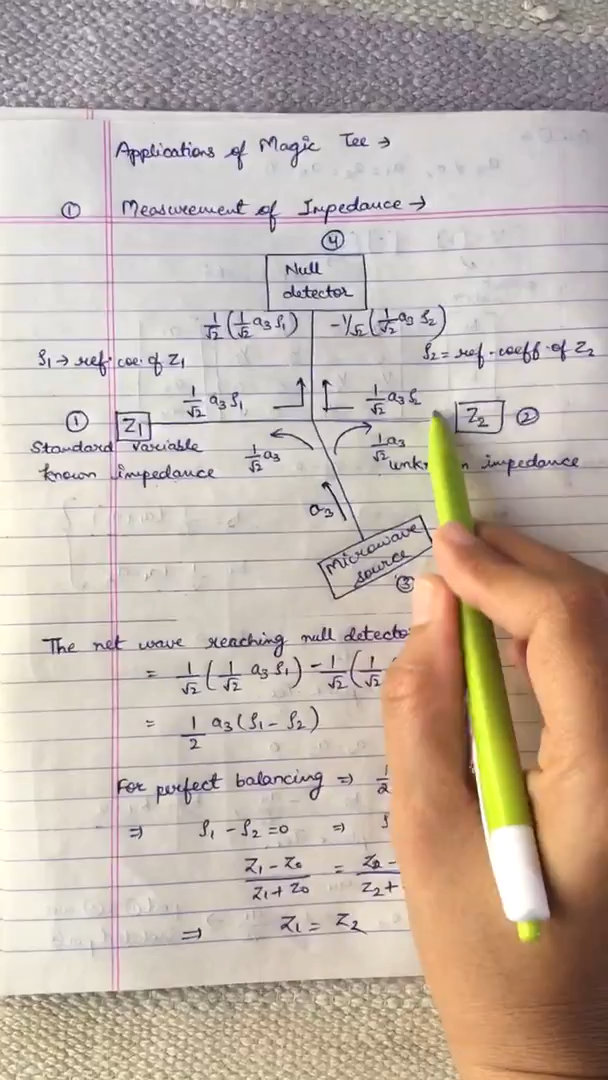 Applications of Magic Tee →
① Measurement of Impedance →
④
Null detector
1/√2 (1/√2 a₃ ρ₁)
-1/√2 (1/√2 a₃ ρ₂)
ρ₁ → ref. coe. of Z₁
ρ₂ = ref. coeff. of Z₂
1/√2 a₃ ρ₁
1/√2 a₃ ρ₂
① Z₁
Z₂ ②
Standard variable
known impedance
1/√2 a₃
1/√2 a₃
impedance
a₃
Microwave
source
③
The net wave reaching null
= 1/√2 (1/√2 a₃ ρ₁) - 1/√2 (1/√2
= 1/2 a₃ (ρ₁ - ρ₂)
For perfect balancing ⇒ 1/2
⇒ ρ₁ - ρ₂ = 0 ⇒ ρ
Z₁ - Z₀ / Z₁ + Z₀ = Z₂ - / Z₂ +
⇒ Z₁ = Z₂